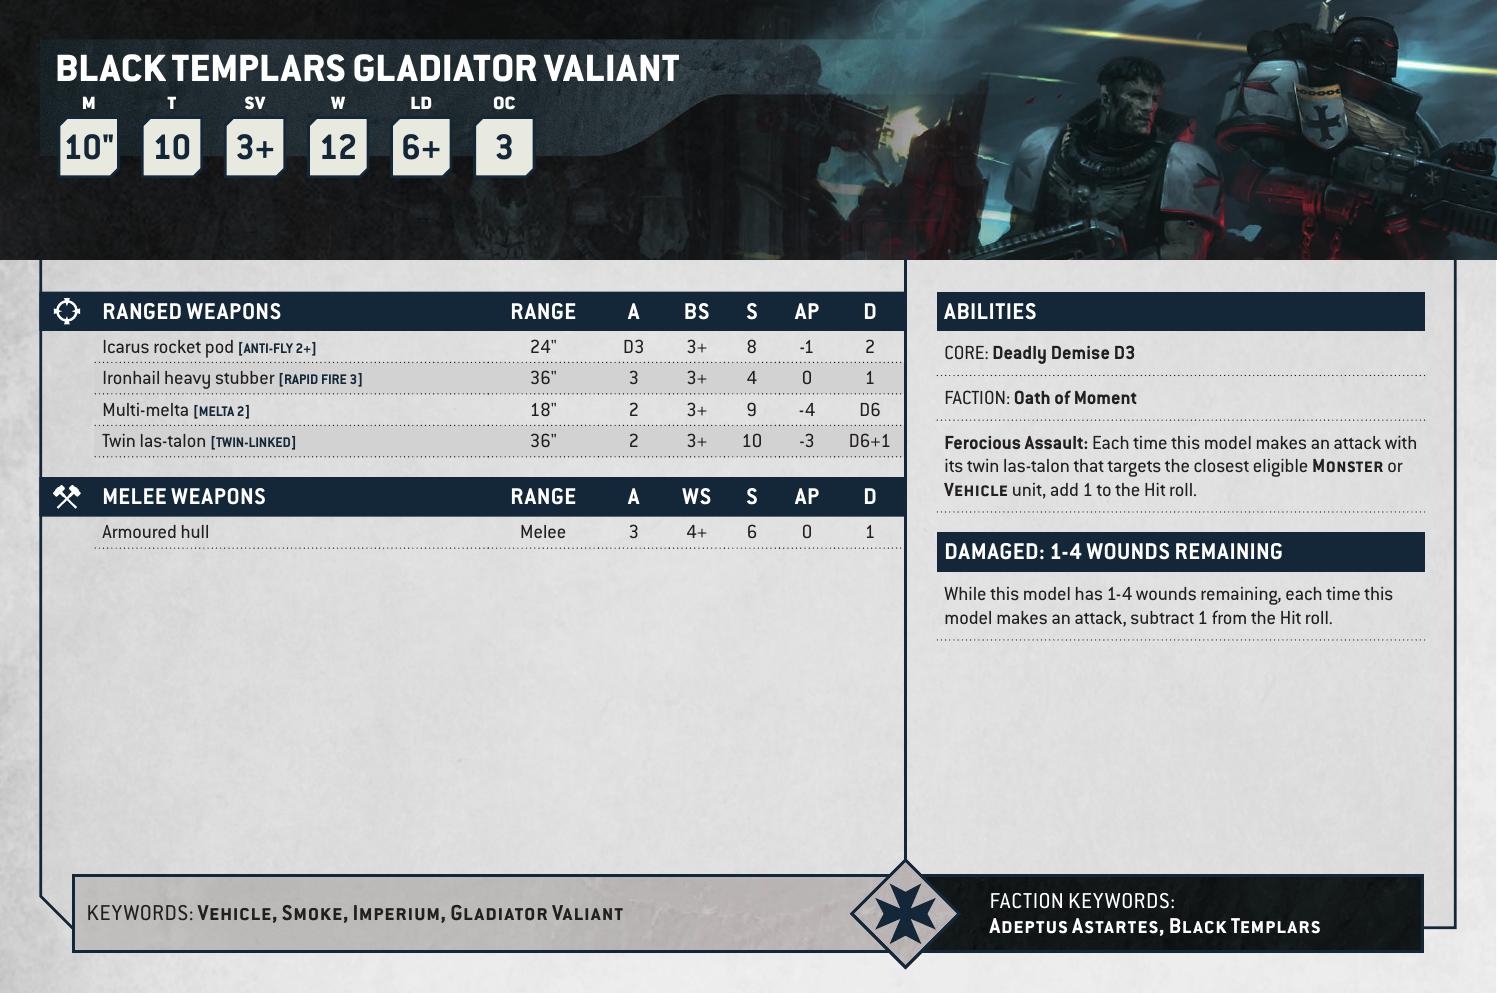 BLACK TEMPLARS GLADIATOR VALIANT
M T SV W LD OC
10" 10 3+ 12 6+ 3
RANGED WEAPONS RANGE A BS S AP D
Icarus rocket pod [ANTI-FLY 2+] 24" D3 3+ 8 -1 2
Ironhail heavy stubber [RAPID FIRE 3] 36" 3 3+ 4 0 1
Multi-melta [MELTA 2] 18" 2 3+ 9 -4 D6
Twin las-talon [TWIN-LINKED] 36" 2 3+ 10 -3 D6+1
MELEE WEAPONS RANGE A WS S AP D
Armoured hull Melee 3 4+ 6 0 1
ABILITIES
CORE: Deadly Demise D3
FACTION: Oath of Moment
Ferocious Assault: Each time this model makes an attack with
its twin las-talon that targets the closest eligible MONSTER or
VEHICLE unit, add 1 to the Hit roll.
DAMAGED: 1-4 WOUNDS REMAINING
While this model has 1-4 wounds remaining, each time this
model makes an attack, subtract 1 from the Hit roll.
KEYWORDS: VEHICLE, SMOKE, IMPERIUM, GLADIATOR VALIANT
FACTION KEYWORDS:
ADEPTUS ASTARTES, BLACK TEMPLARS